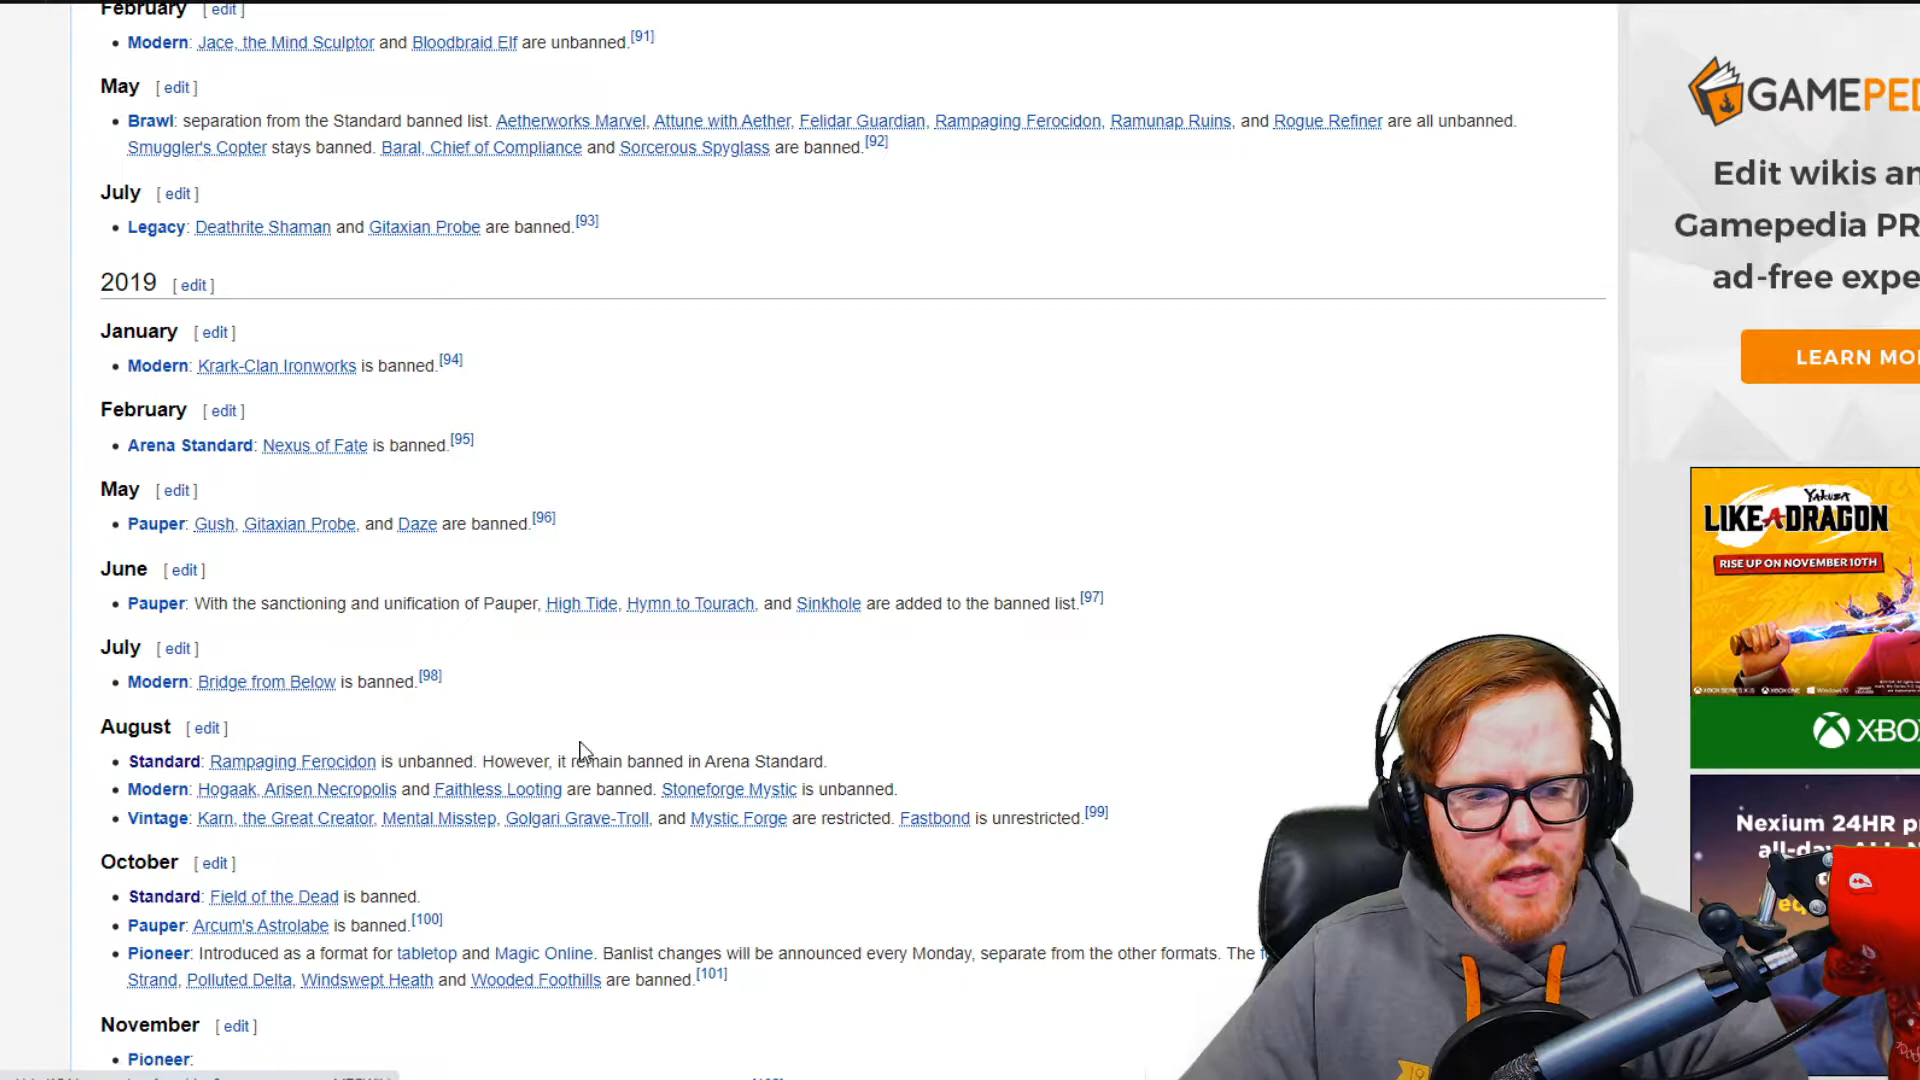 February [ edit ]
• Modern: Jace, the Mind Sculptor and Bloodbraid Elf are unbanned.[91]
May [ edit ]
• Brawl: separation from the Standard banned list. Aetherworks Marvel, Attune with Aether, Felidar Guardian, Rampaging Ferocidon, Ramunap Ruins, and Rogue Refiner are all unbanned.
Smuggler's Copter stays banned. Baral, Chief of Compliance and Sorcerous Spyglass are banned.[92]
July [ edit ]
• Legacy: Deathrite Shaman and Gitaxian Probe are banned.[93]
2019 [ edit ]
January [ edit ]
• Modern: Krark-Clan Ironworks is banned.[94]
February [ edit ]
• Arena Standard: Nexus of Fate is banned.[95]
May [ edit ]
• Pauper: Gush, Gitaxian Probe, and Daze are banned.[96]
June [ edit ]
• Pauper: With the sanctioning and unification of Pauper, High Tide, Hymn to Tourach, and Sinkhole are added to the banned list.[97]
July [ edit ]
• Modern: Bridge from Below is banned.[98]
August [ edit ]
• Standard: Rampaging Ferocidon is unbanned. However, it remain banned in Arena Standard.
• Modern: Hogaak, Arisen Necropolis and Faithless Looting are banned. Stoneforge Mystic is unbanned.
• Vintage: Karn, the Great Creator, Mental Misstep, Golgari Grave-Troll, and Mystic Forge are restricted. Fastbond is unrestricted.[99]
October [ edit ]
• Standard: Field of the Dead is banned.
• Pauper: Arcum's Astrolabe is banned.[100]
• Pioneer: Introduced as a format for tabletop and Magic Online. Banlist changes will be announced every Monday, separate from the other formats. The
Strand, Polluted Delta, Windswept Heath and Wooded Foothills are banned.[101]
November [ edit ]
• Pioneer:
GAMEPED
Edit wikis an
Gamepedia PR
ad-free expe
LEARN MO
YAKUZA
LIKE A DRAGON
RISE UP ON NOVEMBER 10TH
XBO
Nexium 24HR p